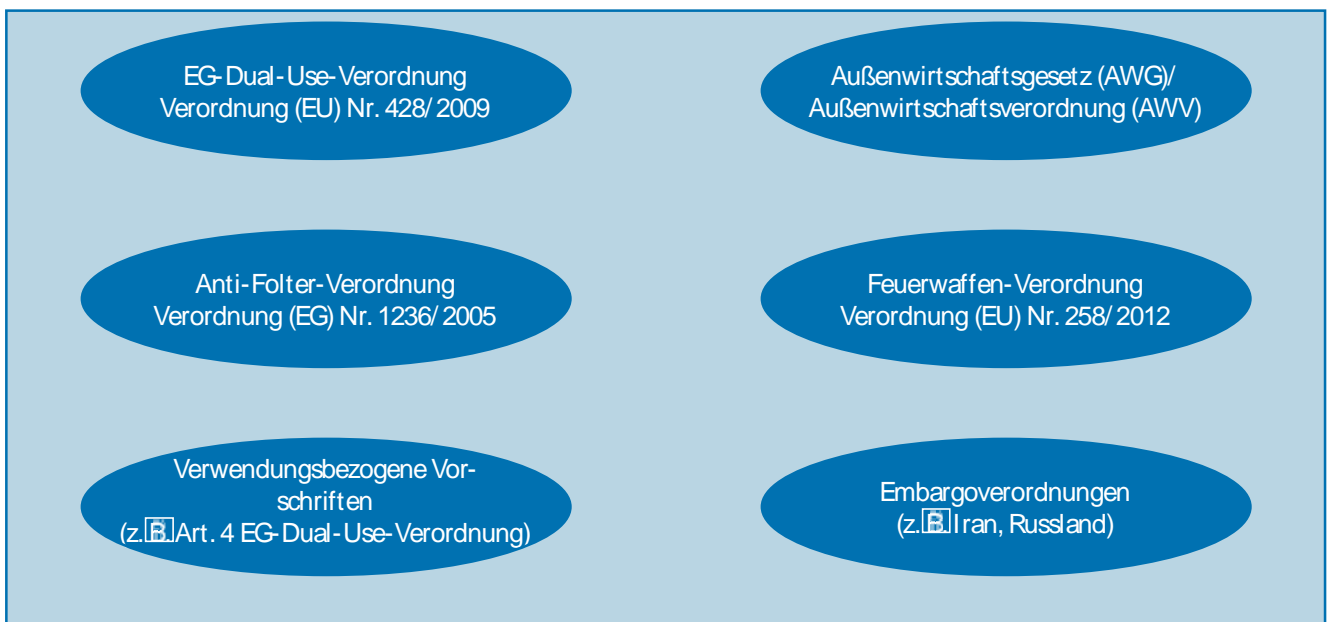 EG-Dual-Use-Verordnung
Verordnung (EU) Nr. 428/2009
Außenwirtschaftsgesetz (AWG)/
Außenwirtschaftsverordnung (AWV)
Anti-Folter-Verordnung
Verordnung (EG) Nr. 1236/2005
Feuerwaffen-Verordnung
Verordnung (EU) Nr. 258/2012
Verwendungsbezogene Vor-
schriften
(z. B. Art. 4 EG-Dual-Use-Verordnung)
Embargoverordnungen
(z. B. Iran, Russland)